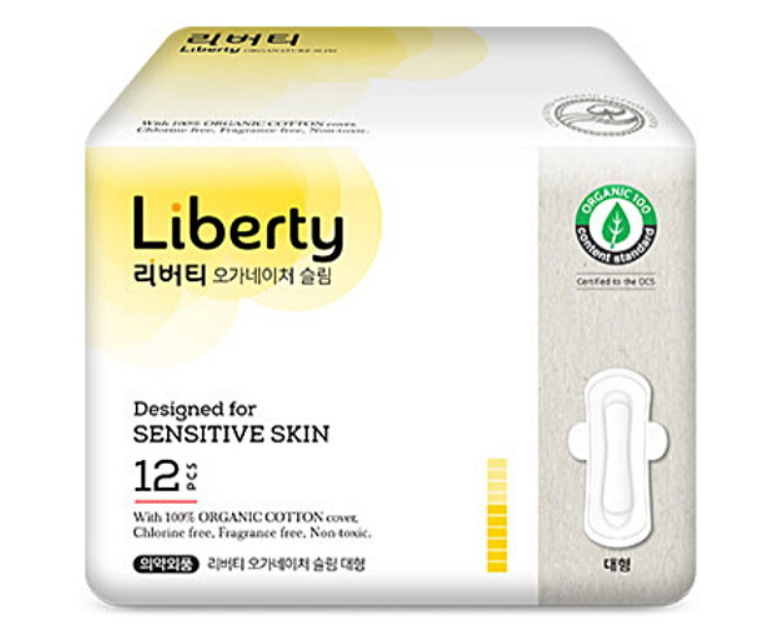 리버티
Liberty ORGANATURE SLIM
With 100% ORGANIC COTTON cover,
Chlorine free, Fragrance free, Non-toxic.
Liberty
리버티 오가네이처 슬림
ORGANIC 100
content standard
Certified to the OCS
Designed for
SENSITIVE SKIN
12 PCS
With 100% ORGANIC COTTON cover,
Chlorine free, Fragrance free, Non-toxic.
의약외품 리버티 오가네이처 슬림 대형
대형